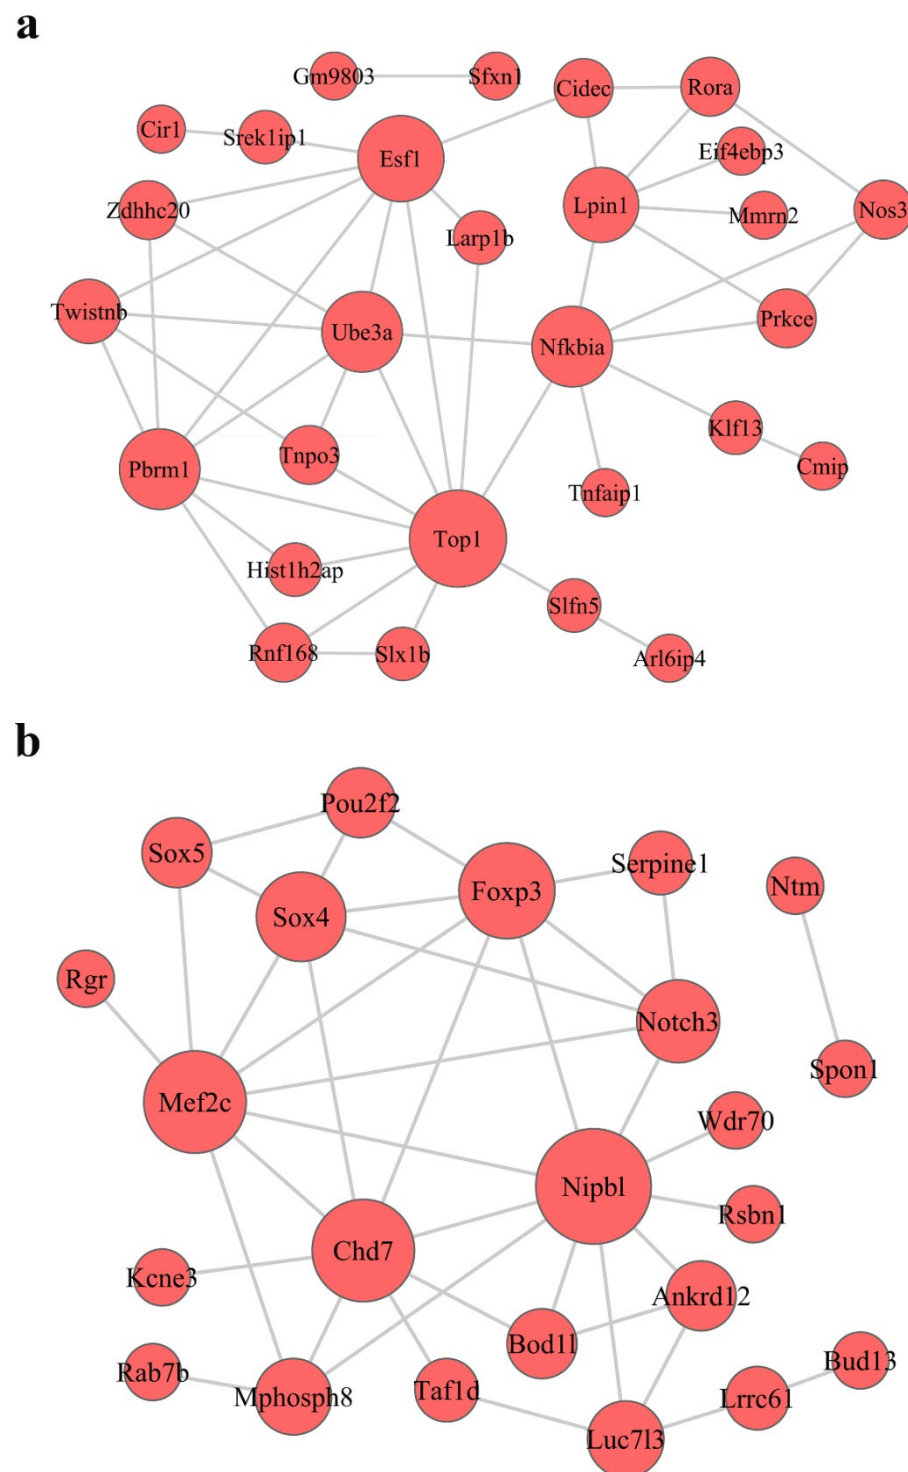 a
Gm9803
Sfxn1
Cidec
Rora
Cir1
Srek1ip1
Esf1
Eif4ebp3
Zdhhc20
Lpin1
Mmrn2
Nos3
Larp1b
Twistnb
Ube3a
Nfkbia
Prkce
Pbrm1
Tnpo3
Klf13
Cmip
Tnfaip1
Top1
Hist1h2ap
Slfn5
Rnf168
Slx1b
Arl6ip4
b
Pou2f2
Sox5
Foxp3
Serpine1
Ntm
Sox4
Rgr
Notch3
Spon1
Mef2c
Wdr70
Nipbl
Rsbn1
Chd7
Kcne3
Ankrd12
Bod1l
Rab7b
Mphosph8
Taf1d
Bud13
Lrrc61
Luc7l3